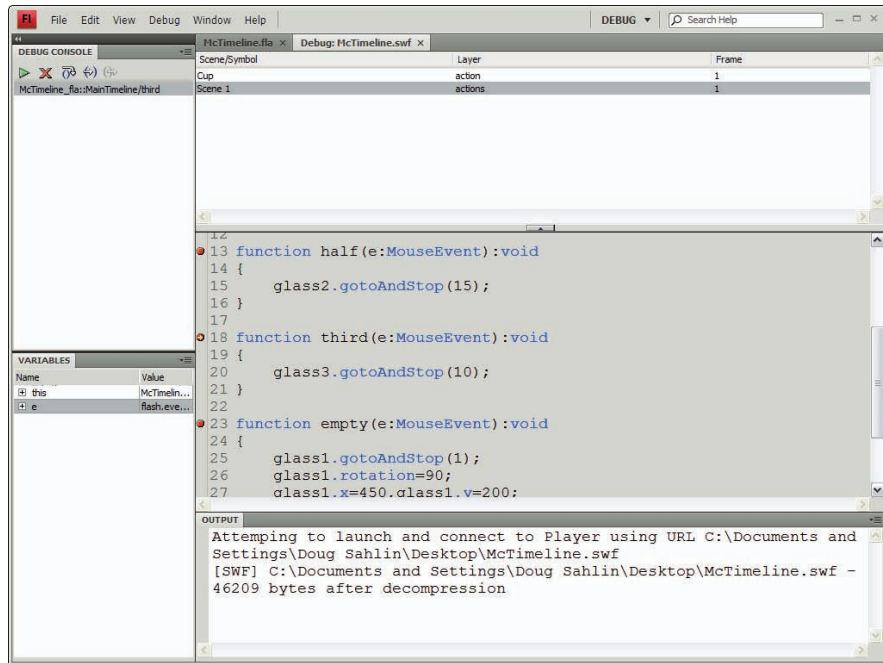 Fl File Edit View Debug Window Help DEBUG Search Help
DEBUG CONSOLE
McTimeline_fla::MainTimeline/third
McTimeline.fla × Debug: McTimeline.swf ×
Scene/Symbol Layer Frame
Cup action 1
Scene 1 actions 1
12
13 function half(e:MouseEvent):void
14 {
15 glass2.gotoAndStop(15);
16 }
17
18 function third(e:MouseEvent):void
19 {
20 glass3.gotoAndStop(10);
21 }
22
23 function empty(e:MouseEvent):void
24 {
25 glass1.gotoAndStop(1);
26 glass1.rotation=90;
27 glass1.x=450,glass1.y=200;
VARIABLES
Name Value
this McTimelin...
e flash.eve...
OUTPUT
Attemping to launch and connect to Player using URL C:\Documents and
Settings\Doug Sahlin\Desktop\McTimeline.swf
[SWF] C:\Documents and Settings\Doug Sahlin\Desktop\McTimeline.swf -
46209 bytes after decompression